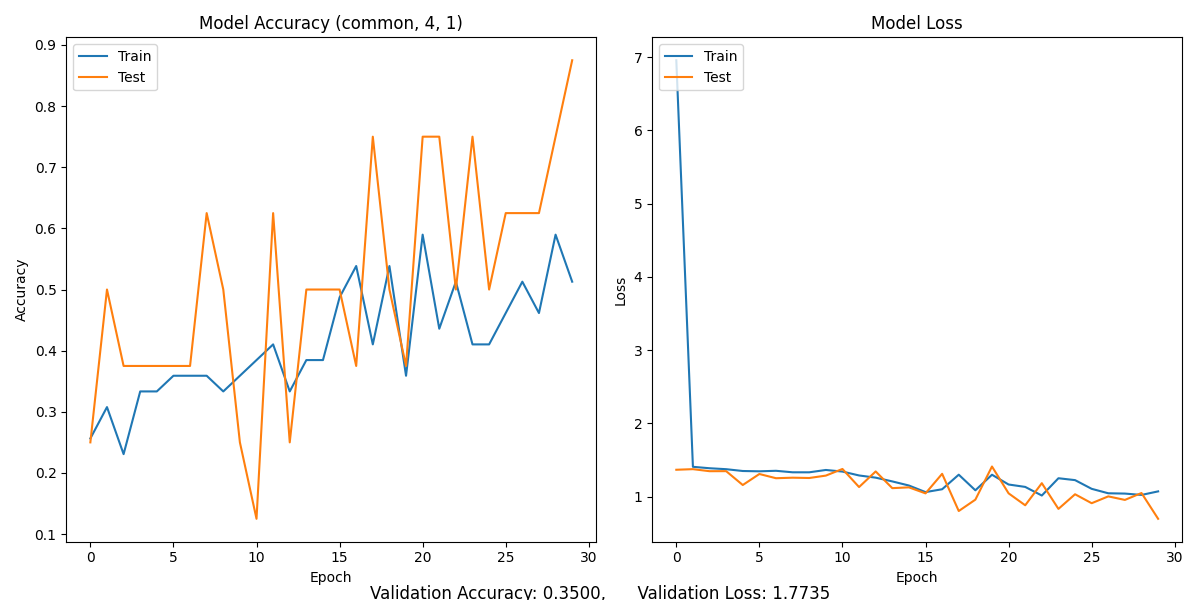 Model Accuracy (common, 4, 1)
Train
Test
0.9
0.8
0.7
0.6
0.5
0.4
0.3
0.2
0.1
Accuracy
0 5 10 15 20 25 30
Epoch
Model Loss
Train
Test
7
6
5
4
3
2
1
Loss
0 5 10 15 20 25 30
Epoch
Validation Accuracy: 0.3500, Validation Loss: 1.7735